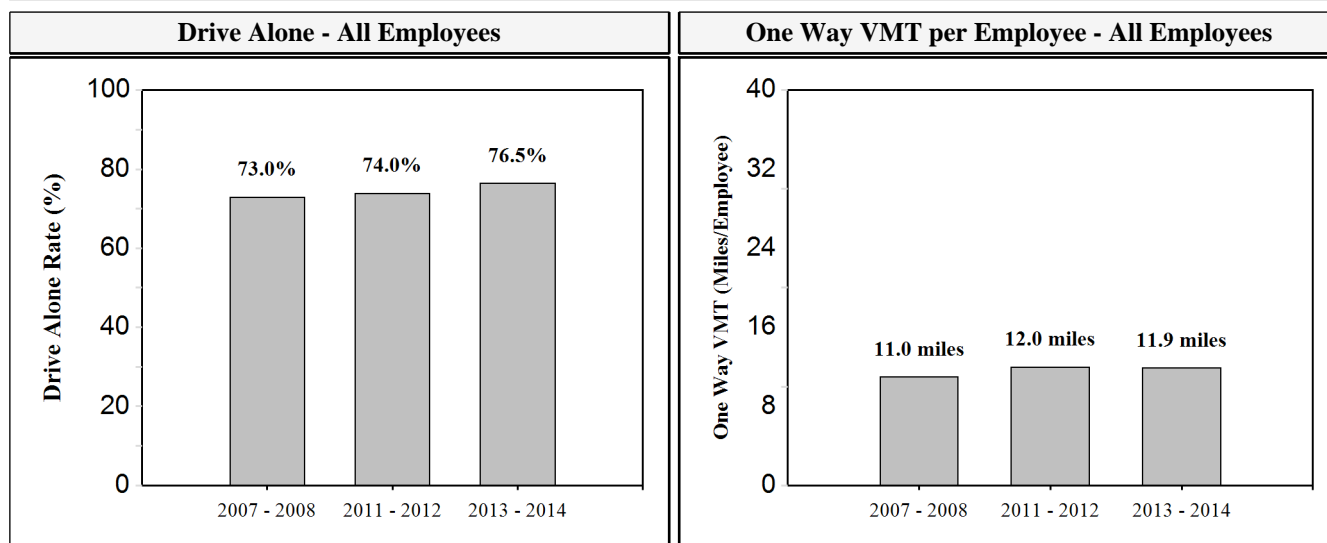 Drive Alone - All Employees
One Way VMT per Employee - All Employees
Drive Alone Rate (%)
100
80
60
40
20
0
73.0%
74.0%
76.5%
2007 - 2008
2011 - 2012
2013 - 2014
One Way VMT (Miles/Employee)
40
32
24
16
8
0
11.0 miles
12.0 miles
11.9 miles
2007 - 2008
2011 - 2012
2013 - 2014